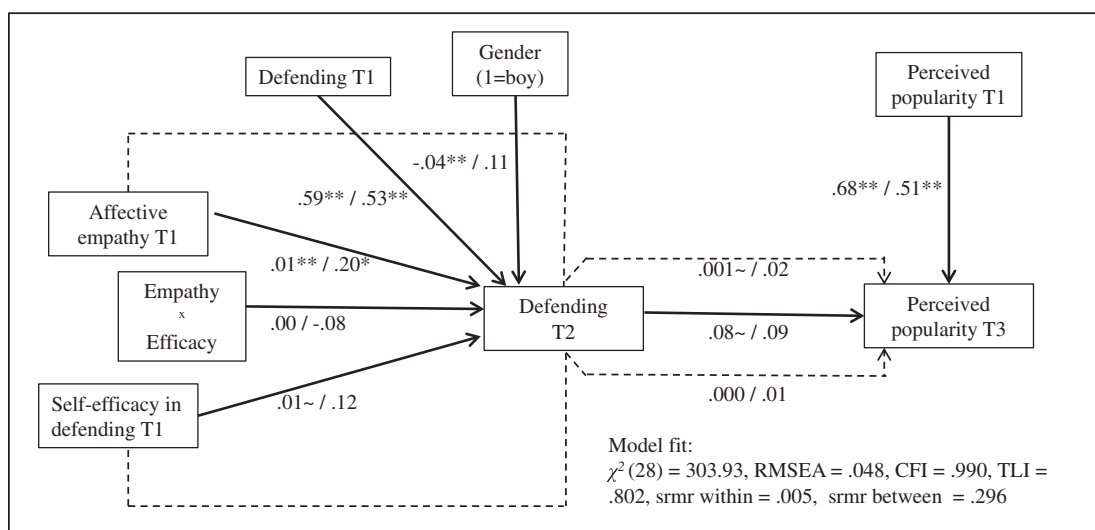 Defending T1
Gender
(1=boy)
Perceived
popularity T1
-.04** / .11
.59** / .53**
.68** / .51**
Affective
empathy T1
.01** / .20*
Empathy
x
Efficacy
.00 / -.08
Defending
T2
.001~ / .02
.08~ / .09
Perceived
popularity T3
.000 / .01
Self-efficacy in
defending T1
.01~ / .12
Model fit:
χ² (28) = 303.93, RMSEA = .048, CFI = .990, TLI =
.802, srmr within = .005, srmr between = .296